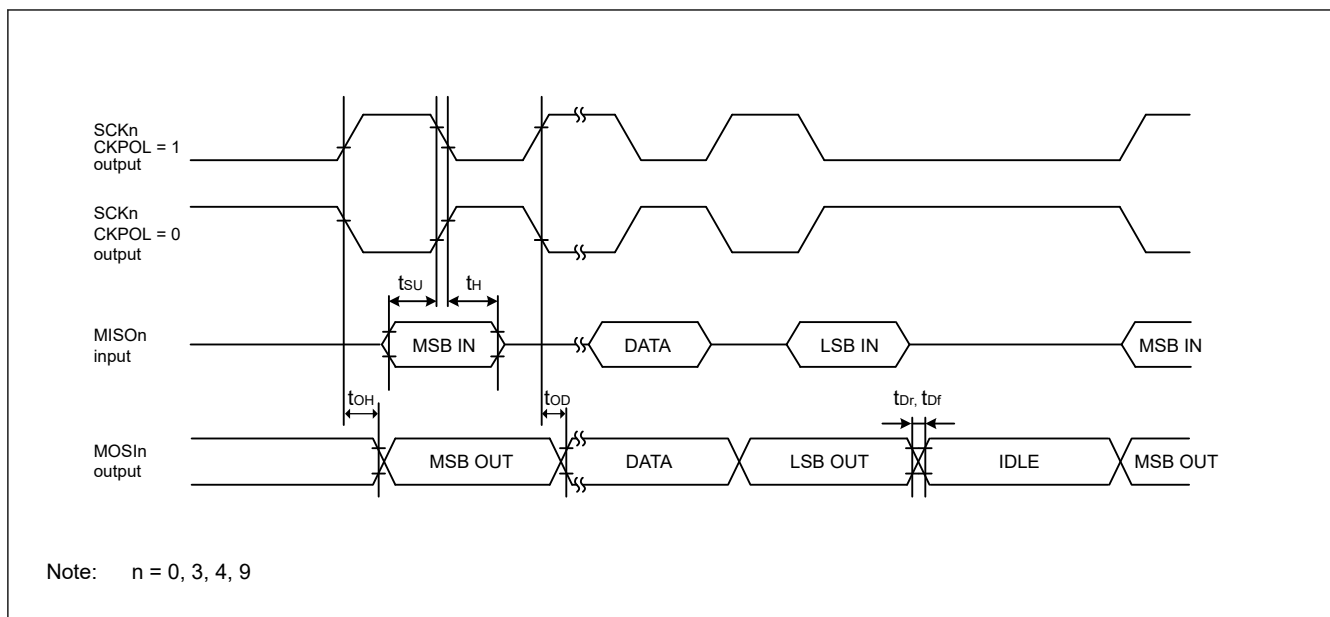 SCKn
CKPOL = 1
output
SCKn
CKPOL = 0
output
tSU
tH
MISOn
input
MSB IN
DATA
LSB IN
MSB IN
tOH
tOD
tDr, tDf
MOSIn
output
MSB OUT
DATA
LSB OUT
IDLE
MSB OUT
Note: n = 0, 3, 4, 9